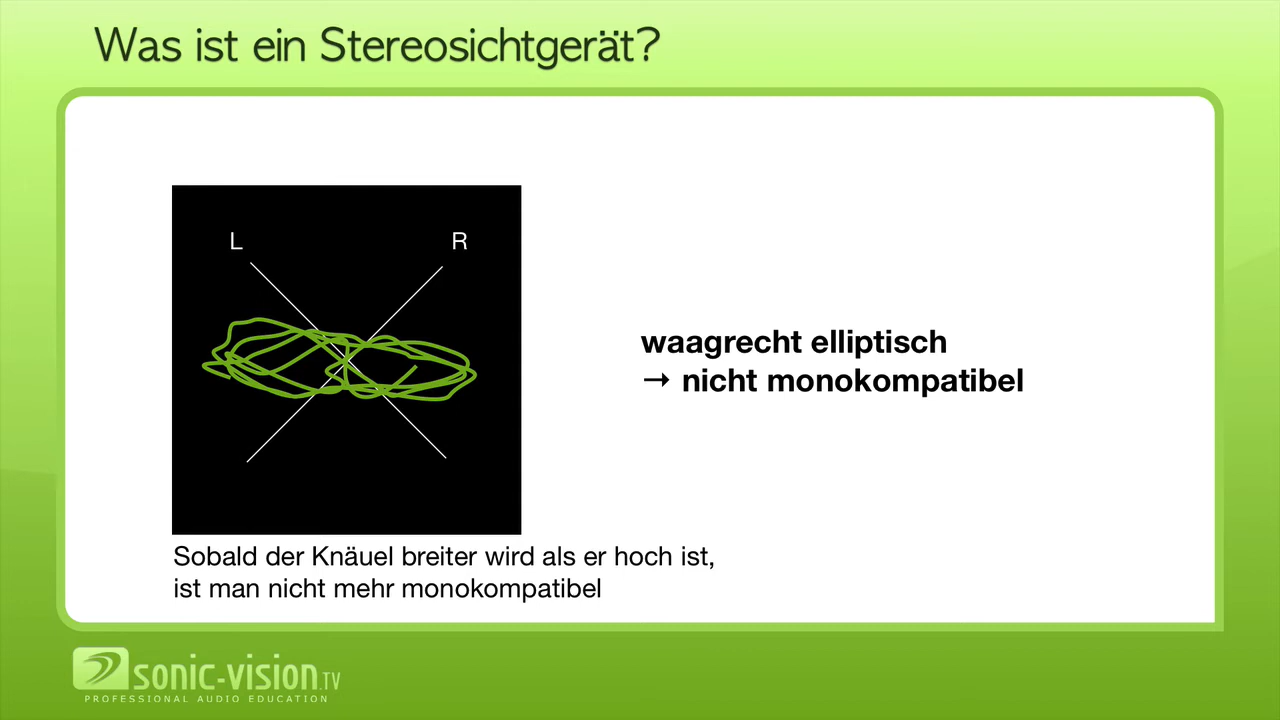 Was ist ein Stereosichtgerät?
L R
waagrecht elliptisch
→ nicht monokompatibel
Sobald der Knäuel breiter wird als er hoch ist,
ist man nicht mehr monokompatibel
sonic-vision.TV
PROFESSIONAL AUDIO EDUCATION